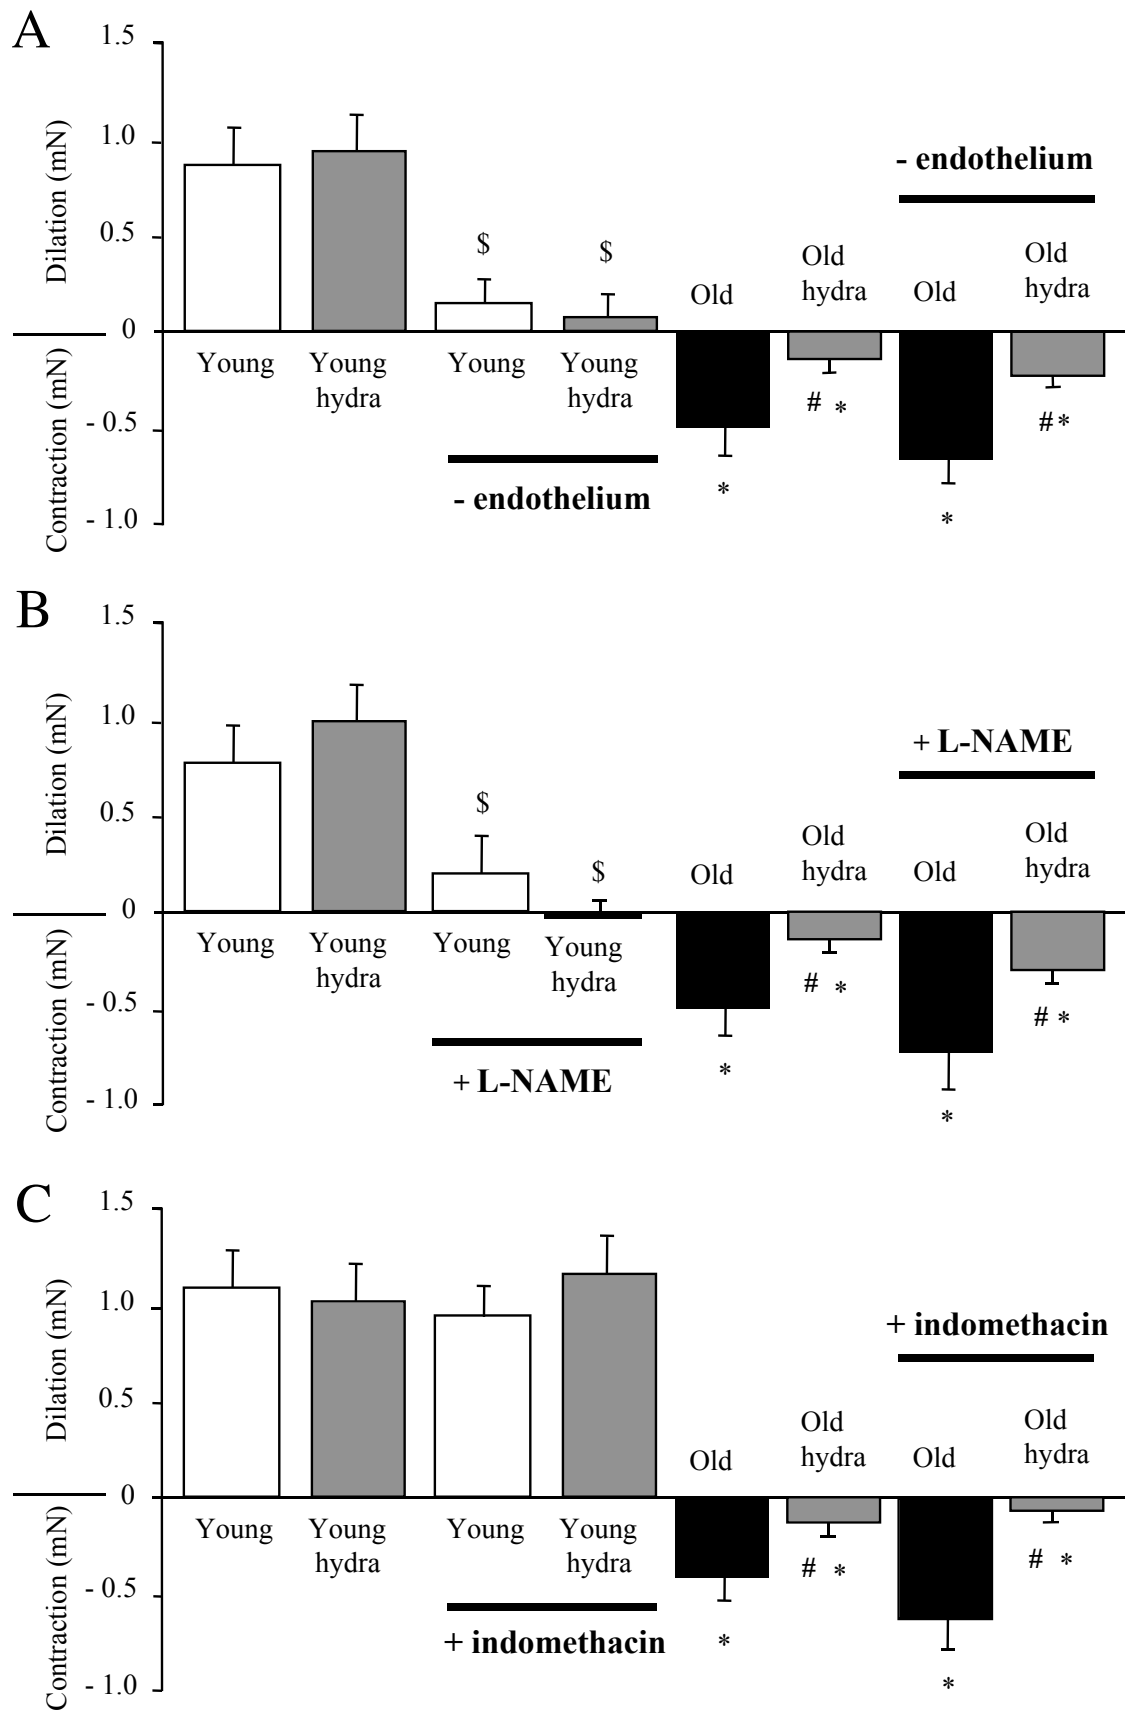 A
1.5
1.0
0.5
0
- 0.5
- 1.0
Dilation (mN)
Contraction (mN)
Young
Young
hydra
$
$
Young
Young
hydra
- endothelium
Old
*
Old
hydra
# *
- endothelium
Old
*
Old
hydra
#*
B
1.5
1.0
0.5
0
- 0.5
- 1.0
Dilation (mN)
Contraction (mN)
Young
Young
hydra
$
$
Young
Young
hydra
+ L-NAME
Old
*
Old
hydra
# *
+ L-NAME
Old
*
Old
hydra
# *
C
1.5
1.0
0.5
0
- 0.5
- 1.0
Dilation (mN)
Contraction (mN)
Young
Young
hydra
Young
Young
hydra
+ indomethacin
Old
*
Old
hydra
# *
+ indomethacin
Old
*
Old
hydra
# *